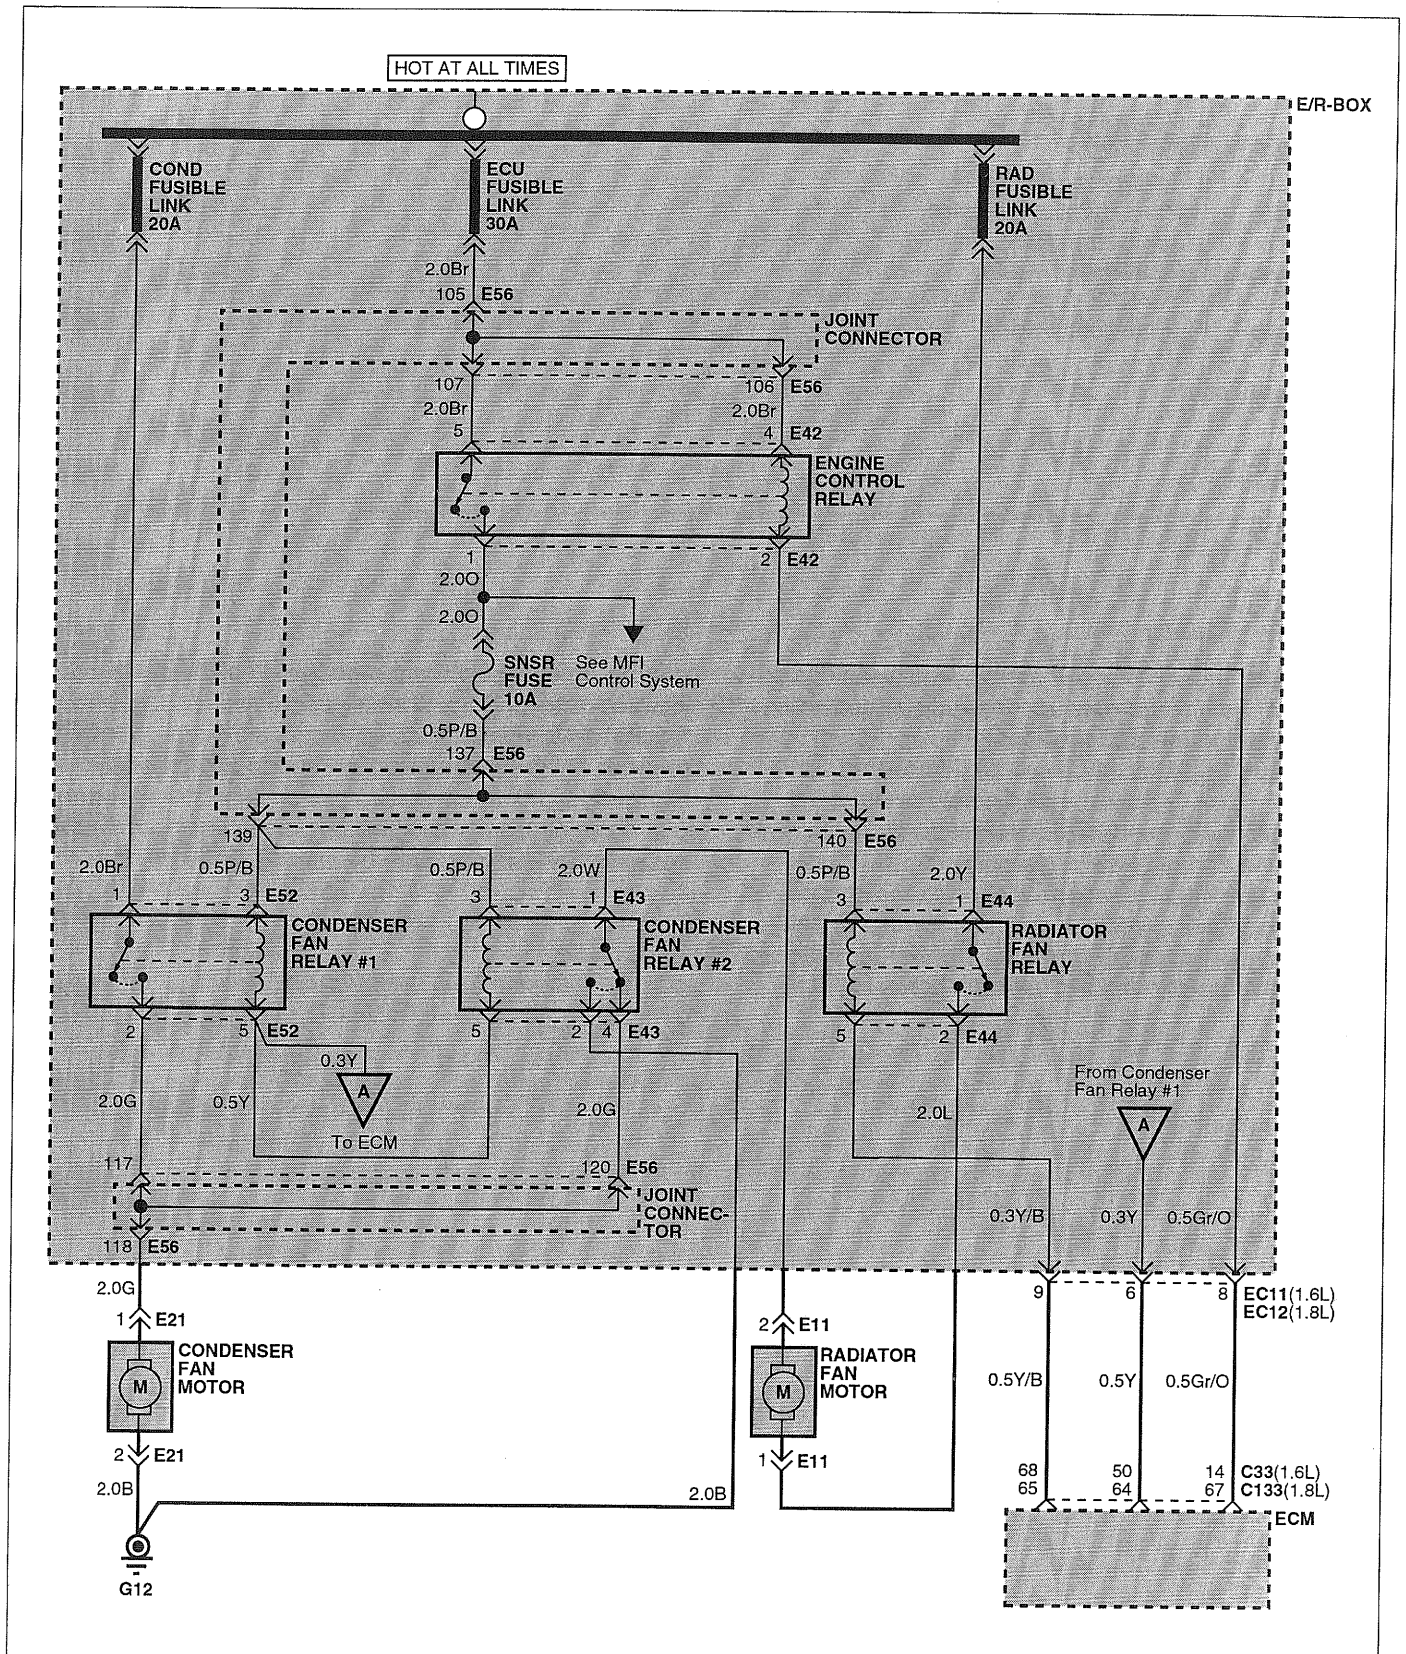 HOT AT ALL TIMES
E/R-BOX
COND
FUSIBLE
LINK
20A
ECU
FUSIBLE
LINK
30A
RAD
FUSIBLE
LINK
20A
2.0Br
105 E56
JOINT
CONNECTOR
107
106 E56
2.0Br
2.0Br
5
4 E42
ENGINE
CONTROL
RELAY
1
2 E42
2.0O
2.0O
SNSR
FUSE
10A
See MFI
Control System
0.5P/B
137 E56
139
140 E56
2.0Br
0.5P/B
0.5P/B
2.0W
0.5P/B
2.0Y
1
3 E52
3
1 E43
3
1 E44
CONDENSER
FAN
RELAY #1
CONDENSER
FAN
RELAY #2
RADIATOR
FAN
RELAY
2
5 E52
5
2 4 E43
5
2 E44
0.3Y
A
To ECM
From Condenser
Fan Relay #1
A
2.0G
0.5Y
2.0G
2.0L
117
120 E56
JOINT
CONNEC-
TOR
0.3Y/B
0.3Y
0.5Gr/O
118 E56
2.0G
1 E21
CONDENSER
FAN
MOTOR
M
2 E21
2.0B
G12
2.0B
2 E11
RADIATOR
FAN
MOTOR
M
1 E11
9
6
8
EC11(1.6L)
EC12(1.8L)
0.5Y/B
0.5Y
0.5Gr/O
68 50 14 C33(1.6L)
65 64 67 C133(1.8L)
ECM